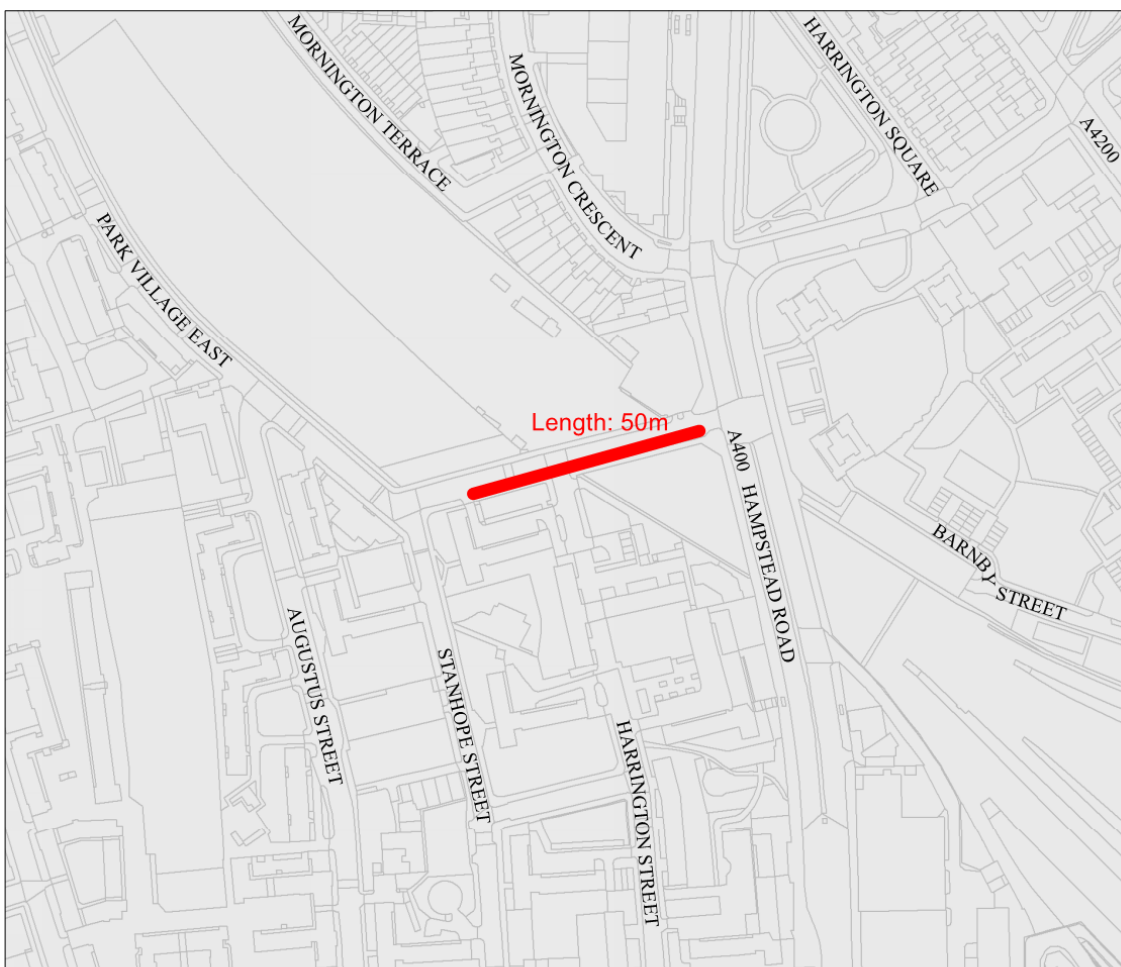 MORNINGTON TERRACE
MORNINGTON CRESCENT
HARRINGTON SQUARE
A4200
PARK VILLAGE EAST
Length: 50m
A400 HAMPSTEAD ROAD
BARNBY STREET
AUGUSTUS STREET
STANHOPE STREET
HARRINGTON STREET